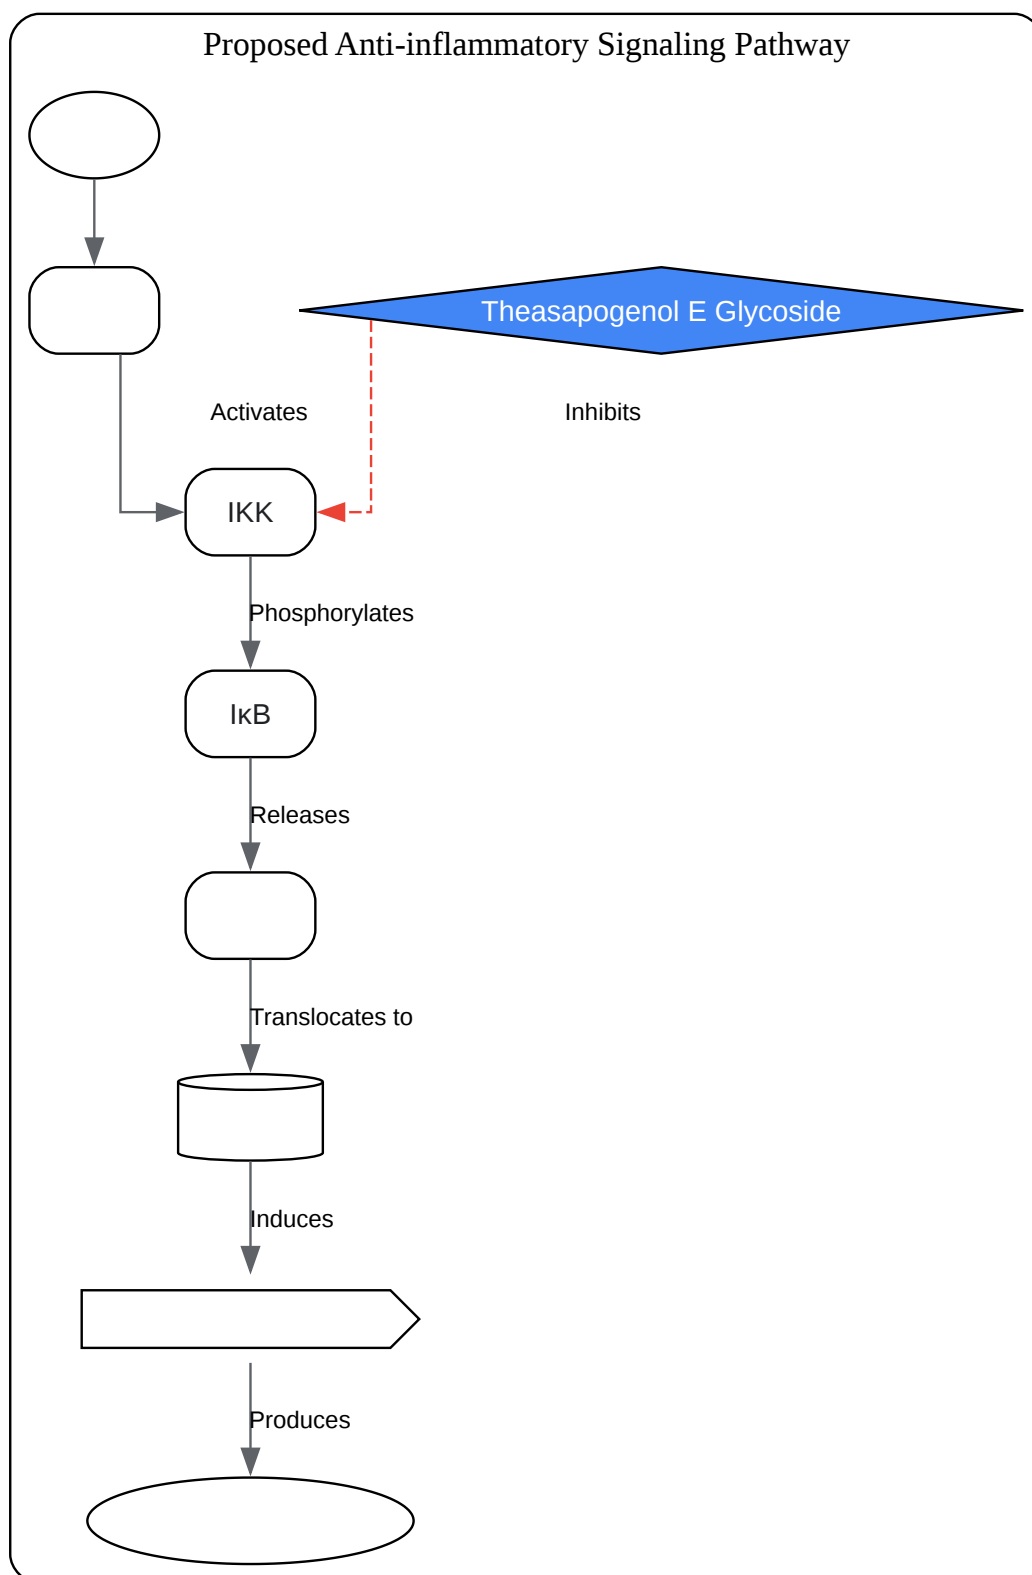 Proposed Anti-inflammatory Signaling Pathway
Theasapogenol E Glycoside
Activates
Inhibits
IKK
Phosphorylates
IκB
Releases
Translocates to
Induces
Produces